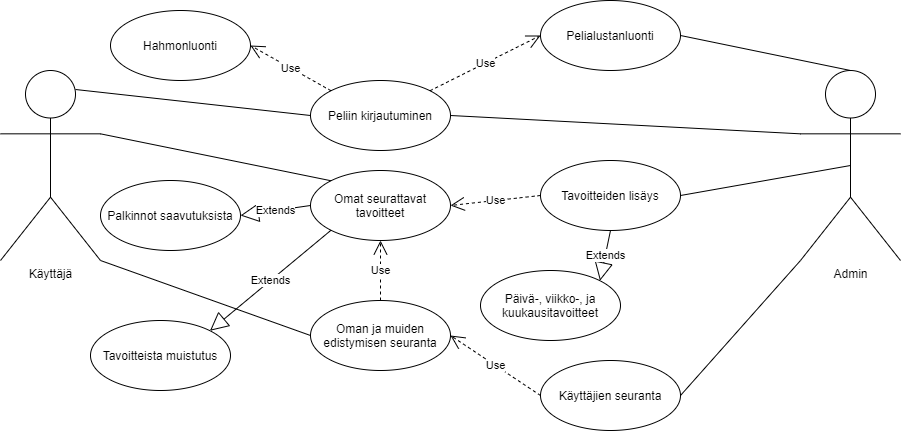 Hahmonluonti
Use
Use
Pelialustanluonti
Peliin kirjautuminen
Palkinnot saavutuksista
Extends
Omat seurattavat
tavoitteet
Use
Tavoitteiden lisäys
Extends
Käyttäjä
Extends
Use
Admin
Päivä-, viikko-, ja
kuukausitavoitteet
Tavoitteista muistutus
Oman ja muiden
edistymisen seuranta
Use
Käyttäjien seuranta